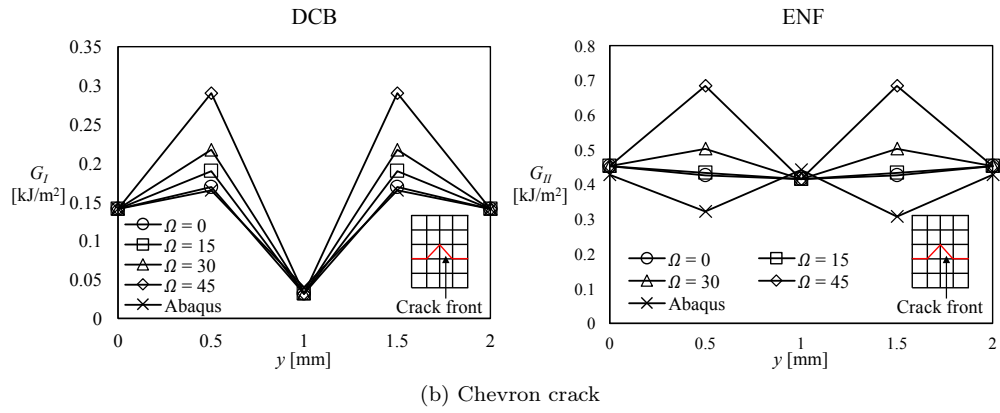 DCB
0.35
0.3
0.25
0.2
0.15
0.1
0.05
0
G_I
[kJ/m²]
Ω = 0
Ω = 15
Ω = 30
Ω = 45
Abaqus
Crack front
0 0.5 1 1.5 2
y [mm]
ENF
0.8
0.7
0.6
0.5
0.4
0.3
0.2
0.1
0
G_II
[kJ/m²]
Ω = 0 Ω = 15
Ω = 30 Ω = 45
Abaqus
Crack front
0 0.5 1 1.5 2
y [mm]
(b) Chevron crack